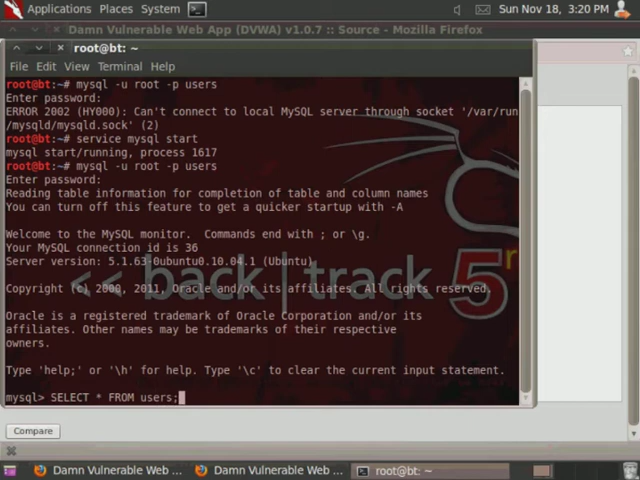 Applications Places System
Sun Nov 18, 3:20 PM
Damn Vulnerable Web App (DVWA) v1.0.7 :: Source - Mozilla Firefox
root@bt: ~
File Edit View Terminal Help
root@bt:~# mysql -u root -p users
Enter password:
ERROR 2002 (HY000): Can't connect to local MySQL server through socket '/var/run
/mysqld/mysqld.sock' (2)
root@bt:~# service mysql start
mysql start/running, process 1617
root@bt:~# mysql -u root -p users
Enter password:
Reading table information for completion of table and column names
You can turn off this feature to get a quicker startup with -A
Welcome to the MySQL monitor.  Commands end with ; or \g.
Your MySQL connection id is 36
Server version: 5.1.63-0ubuntu0.10.04.1 (Ubuntu)
<< back | track 5r
Copyright (c) 2000, 2011, Oracle and/or its affiliates. All rights reserved.
Oracle is a registered trademark of Oracle Corporation and/or its
affiliates. Other names may be trademarks of their respective
owners.
Type 'help;' or '\h' for help. Type '\c' to clear the current input statement.
mysql> SELECT * FROM users;
Compare
Damn Vulnerable Web ... Damn Vulnerable Web ... root@bt: ~